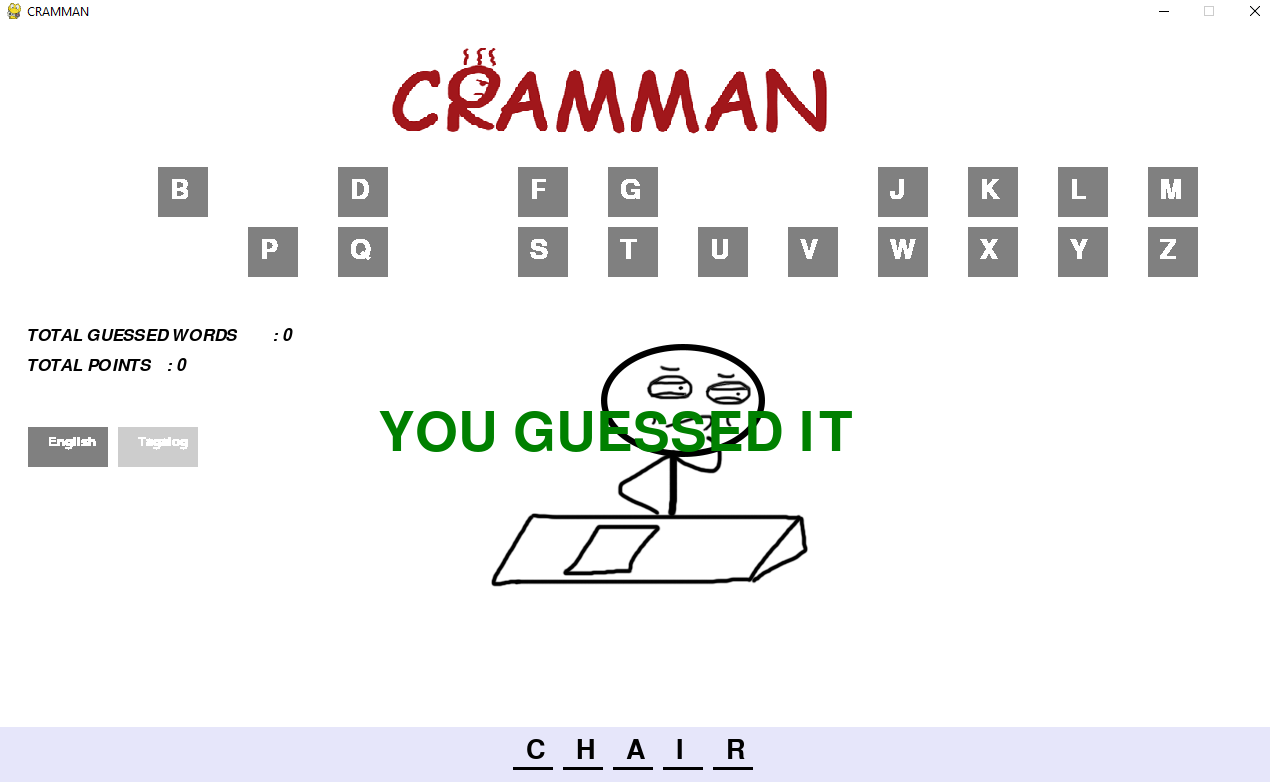 CRAMMAN
CRAMMAN
B D F G J K L M
P Q S T U V W X Y Z
TOTAL GUESSED WORDS : 0
TOTAL POINTS : 0
English Tagalog
YOU GUESSED IT
C H A I R